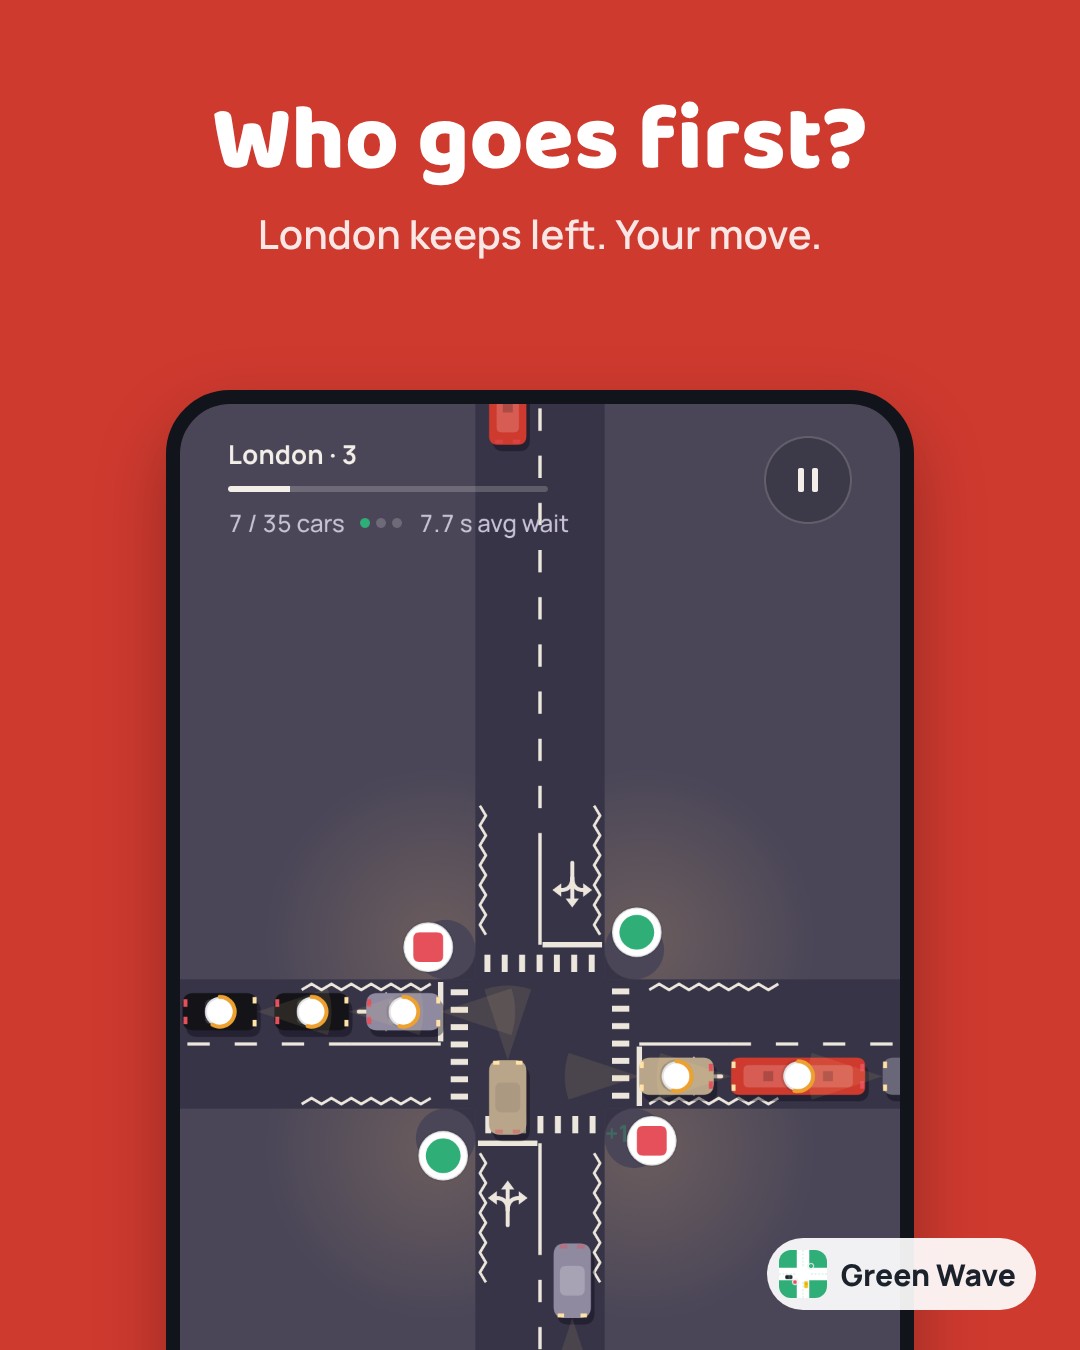 Who goes first?
London keeps left. Your move.
London · 3
7 / 35 cars 7.7 s avg wait
+1
Green Wave